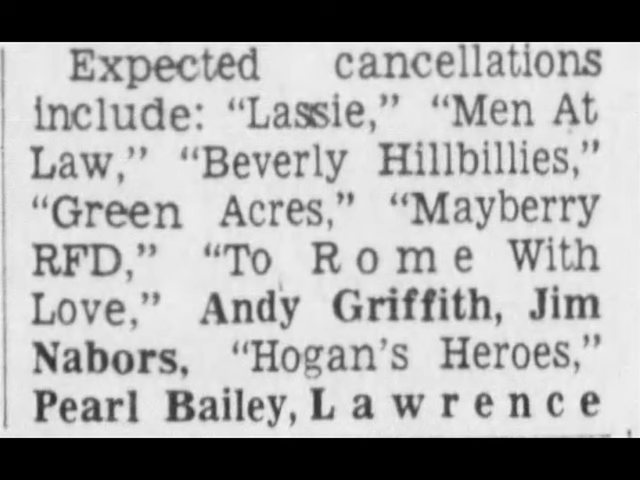 Expected cancellations
include: “Lassie,” “Men At
Law,” “Beverly Hillbillies,”
“Green Acres,” “Mayberry
RFD,” “To Rome With
Love,” Andy Griffith, Jim
Nabors, “Hogan's Heroes,”
Pearl Bailey, Lawrence